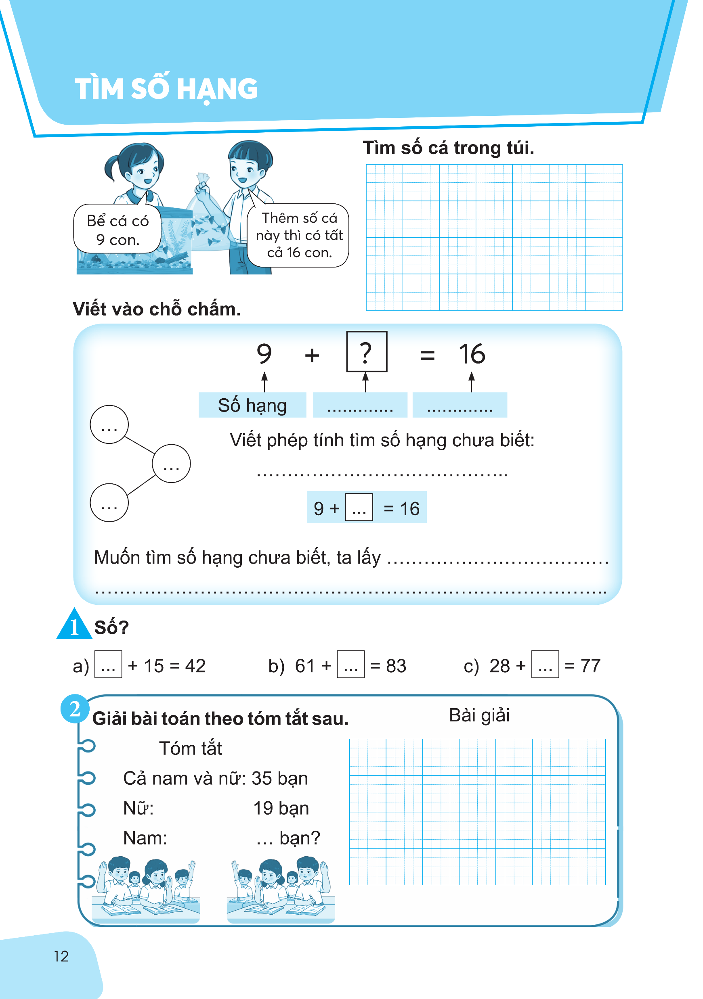 TÌM SỐ HẠNG
Tìm số cá trong túi.
Bể cá có
9 con.
Thêm số cá
này thì có tất
cả 16 con.
Viết vào chỗ chấm.
9 + ? = 16
Số hạng ............. .............
...
...
...
Viết phép tính tìm số hạng chưa biết:
.............................................
9 + ... = 16
Muốn tìm số hạng chưa biết, ta lấy ........................................
..........................................................................................
1 Số?
a) ... + 15 = 42 b) 61 + ... = 83 c) 28 + ... = 77
2 Giải bài toán theo tóm tắt sau.
Bài giải
Tóm tắt
Cả nam và nữ: 35 bạn
Nữ: 19 bạn
Nam: ... bạn?
12